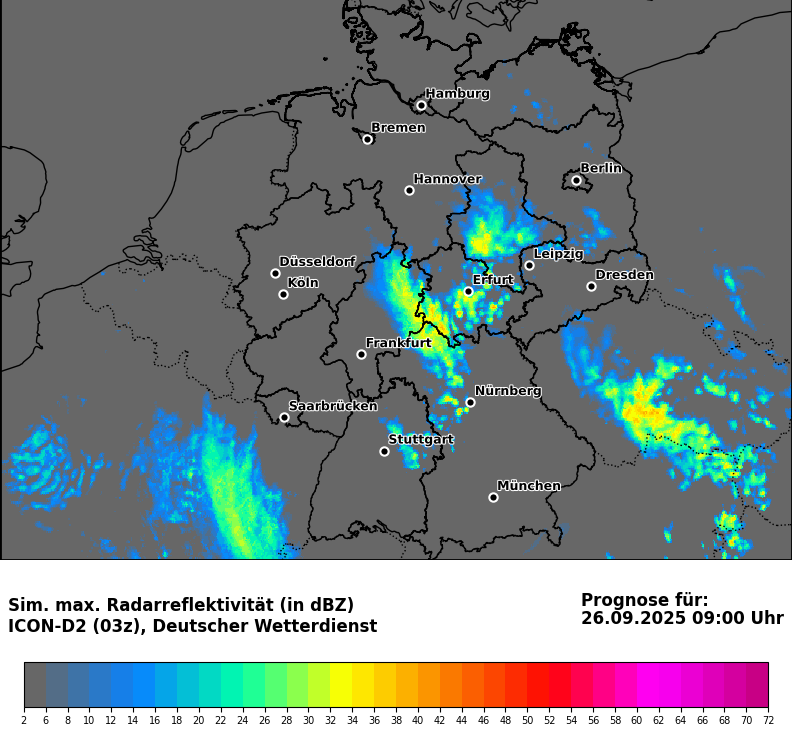 Hamburg
Bremen
Berlin
Hannover
Leipzig
Düsseldorf
Dresden
Erfurt
Köln
Frankfurt
Nürnberg
Saarbrücken
Stuttgart
München
Sim. max. Radarreflektivität (in dBZ)
ICON-D2 (03z), Deutscher Wetterdienst
Prognose für:
26.09.2025 09:00 Uhr
2 6 8 10 12 14 16 18 20 22 24 26 28 30 32 34 36 38 40 42 44 46 48 50 52 54 56 58 60 62 64 66 68 70 72